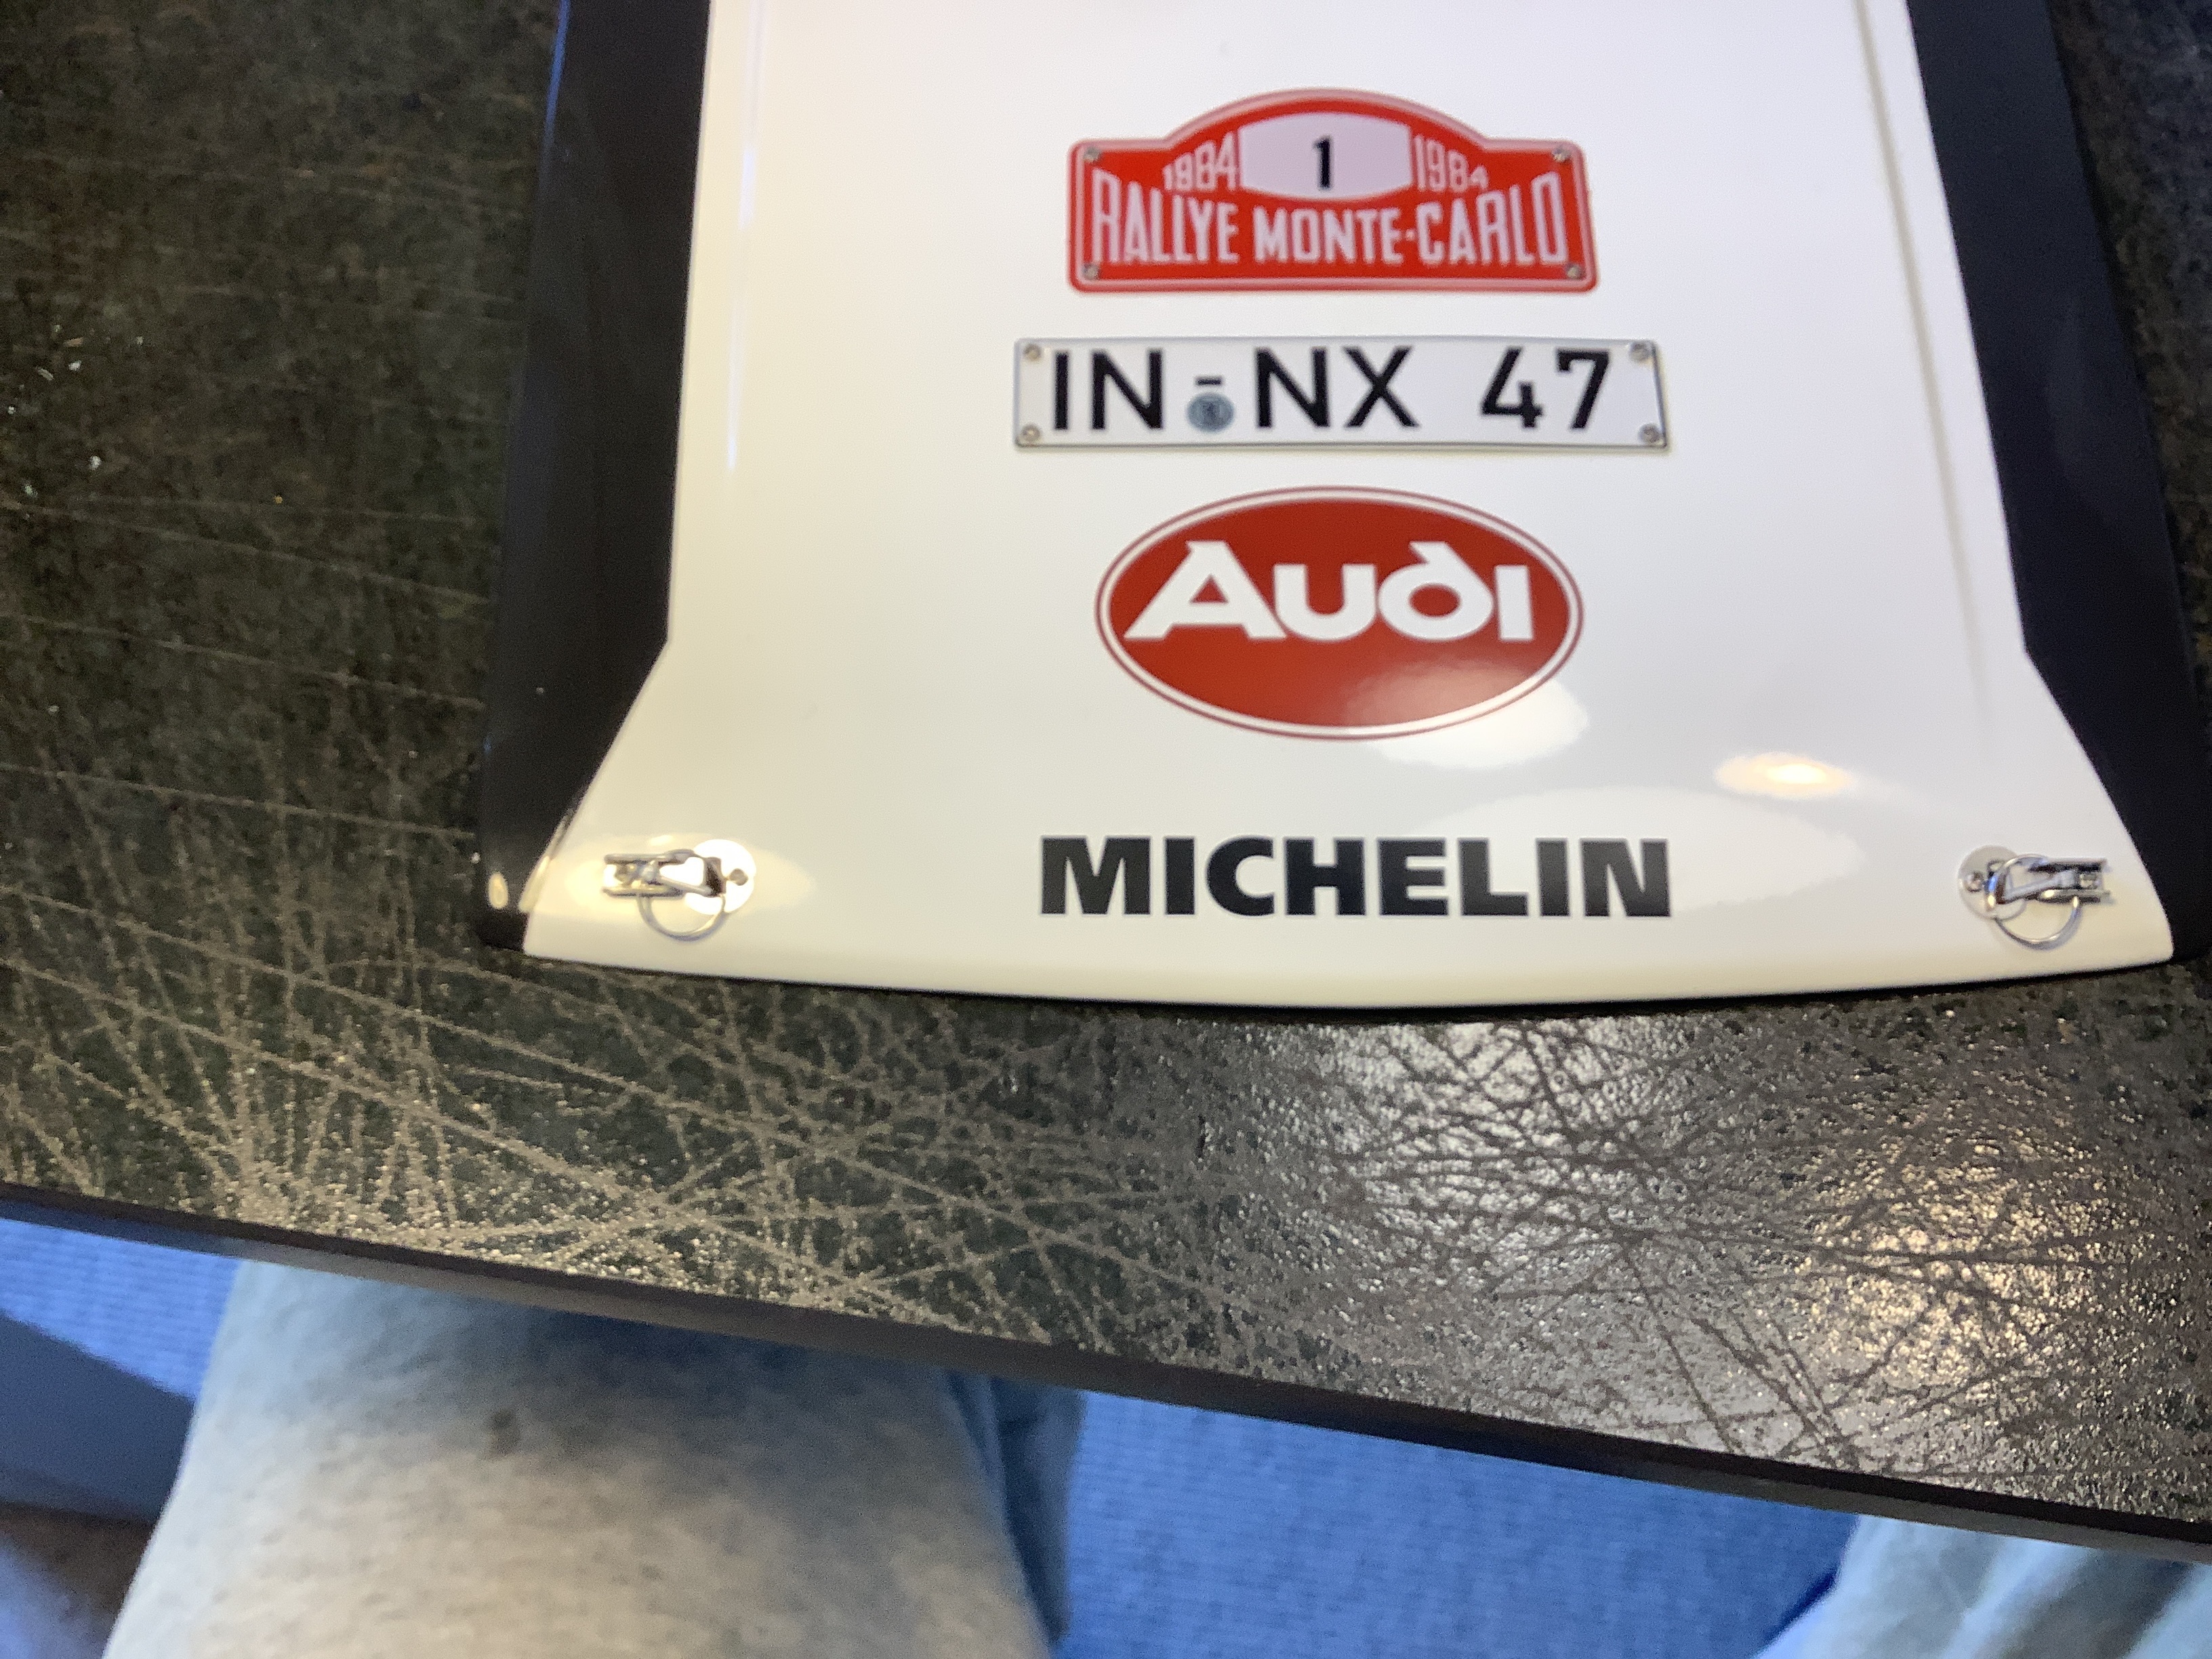 1984 1 1984
RALLYE MONTE-CARLO
IN-NX 47
Audi
MICHELIN